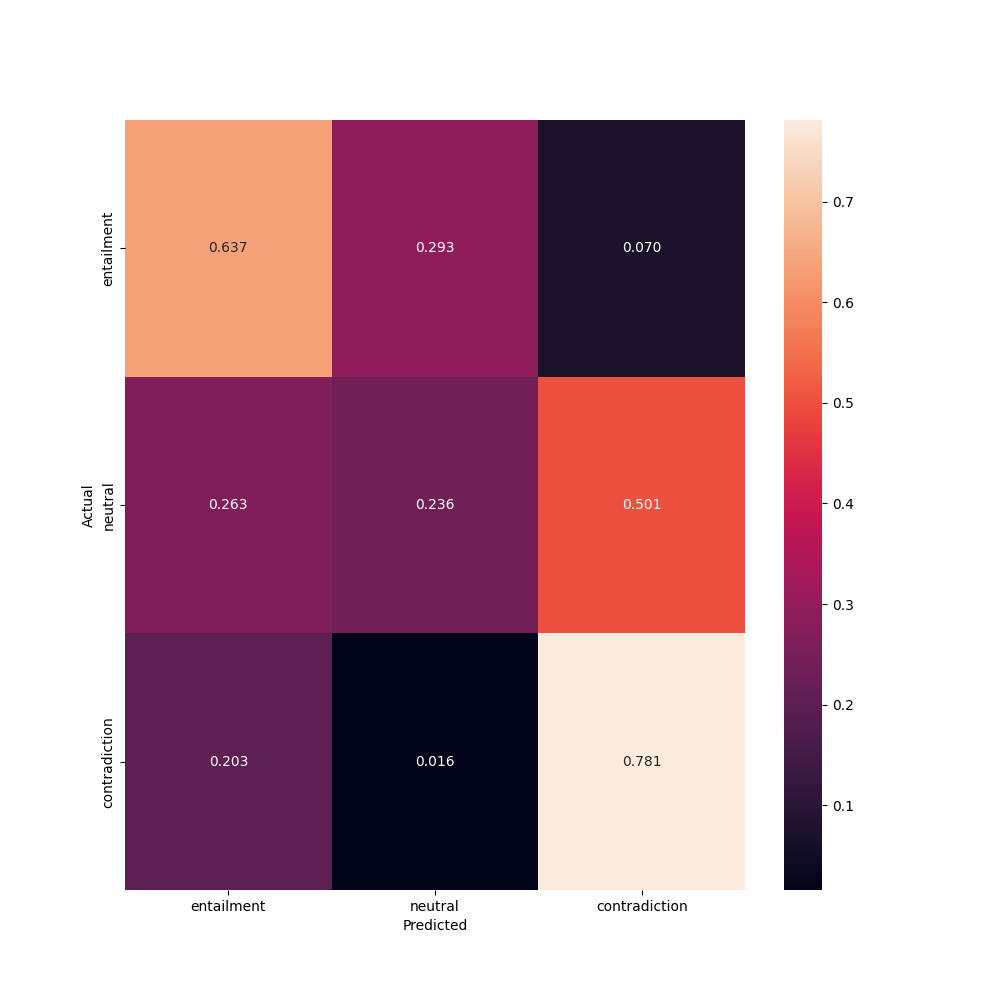 entailment
0.637
0.293
0.070
Actual
neutral
0.263
0.236
0.501
contradiction
0.203
0.016
0.781
entailment
neutral
contradiction
Predicted
0.7
0.6
0.5
0.4
0.3
0.2
0.1